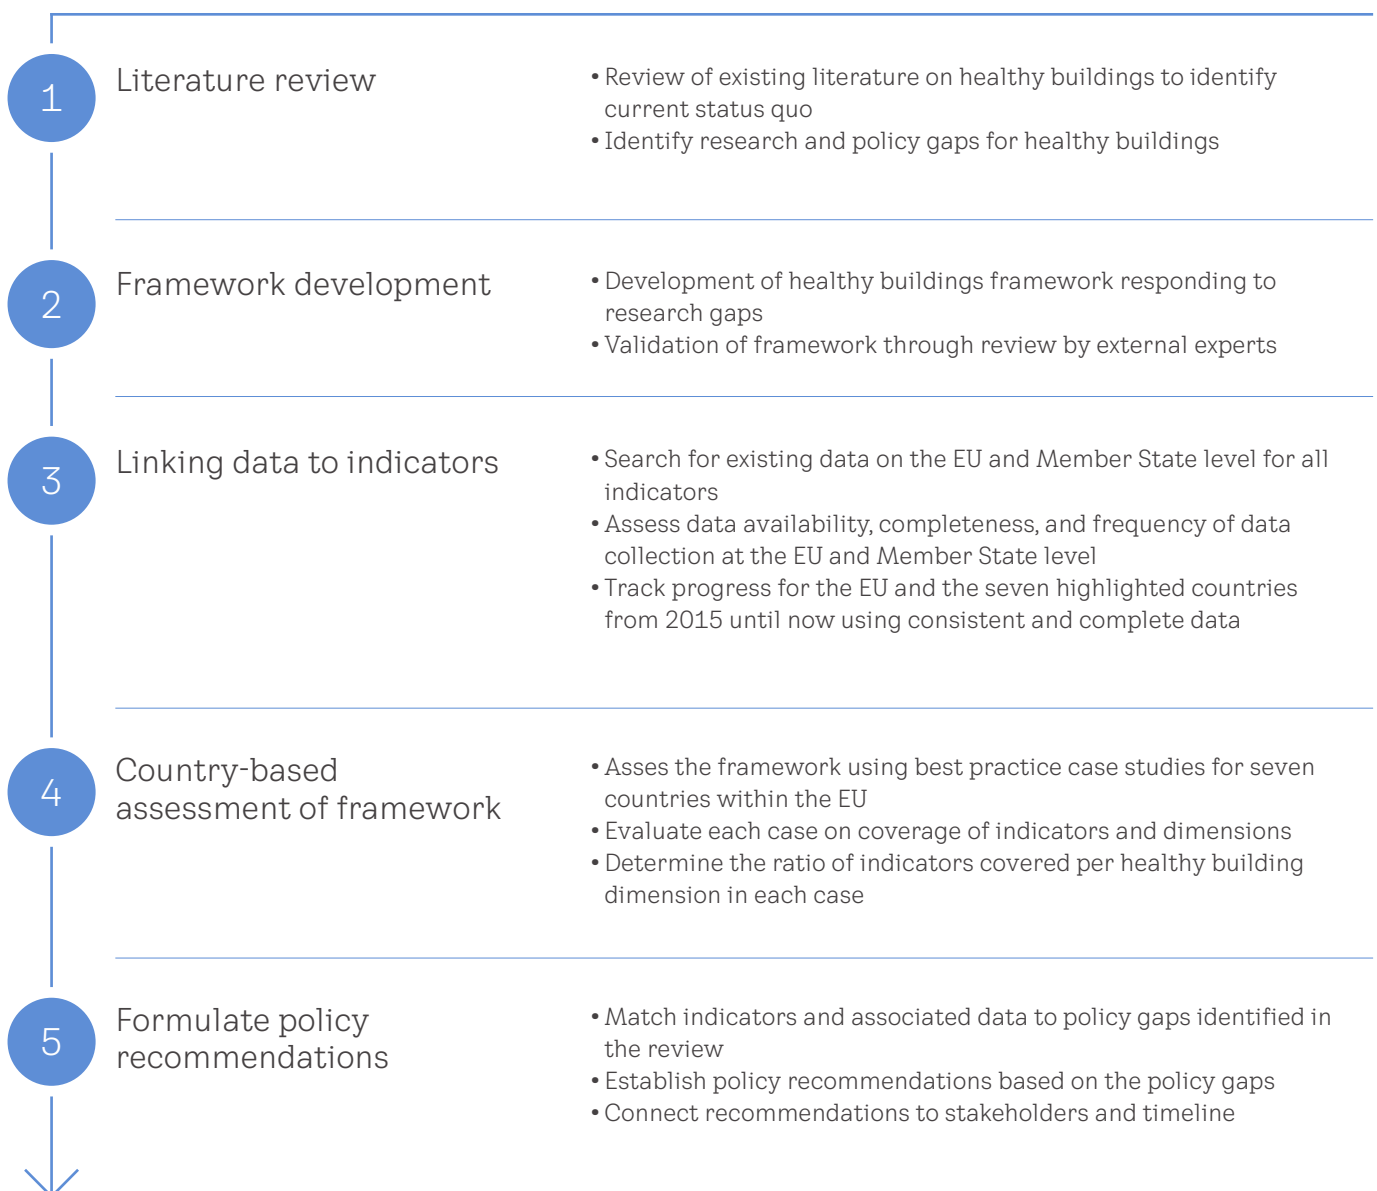 1
Literature review
• Review of existing literature on healthy buildings to identify
current status quo
• Identify research and policy gaps for healthy buildings
2
Framework development
• Development of healthy buildings framework responding to
research gaps
• Validation of framework through review by external experts
3
Linking data to indicators
• Search for existing data on the EU and Member State level for all
indicators
• Assess data availability, completeness, and frequency of data
collection at the EU and Member State level
• Track progress for the EU and the seven highlighted countries
from 2015 until now using consistent and complete data
4
Country-based
assessment of framework
• Asses the framework using best practice case studies for seven
countries within the EU
• Evaluate each case on coverage of indicators and dimensions
• Determine the ratio of indicators covered per healthy building
dimension in each case
5
Formulate policy
recommendations
• Match indicators and associated data to policy gaps identified in
the review
• Establish policy recommendations based on the policy gaps
• Connect recommendations to stakeholders and timeline